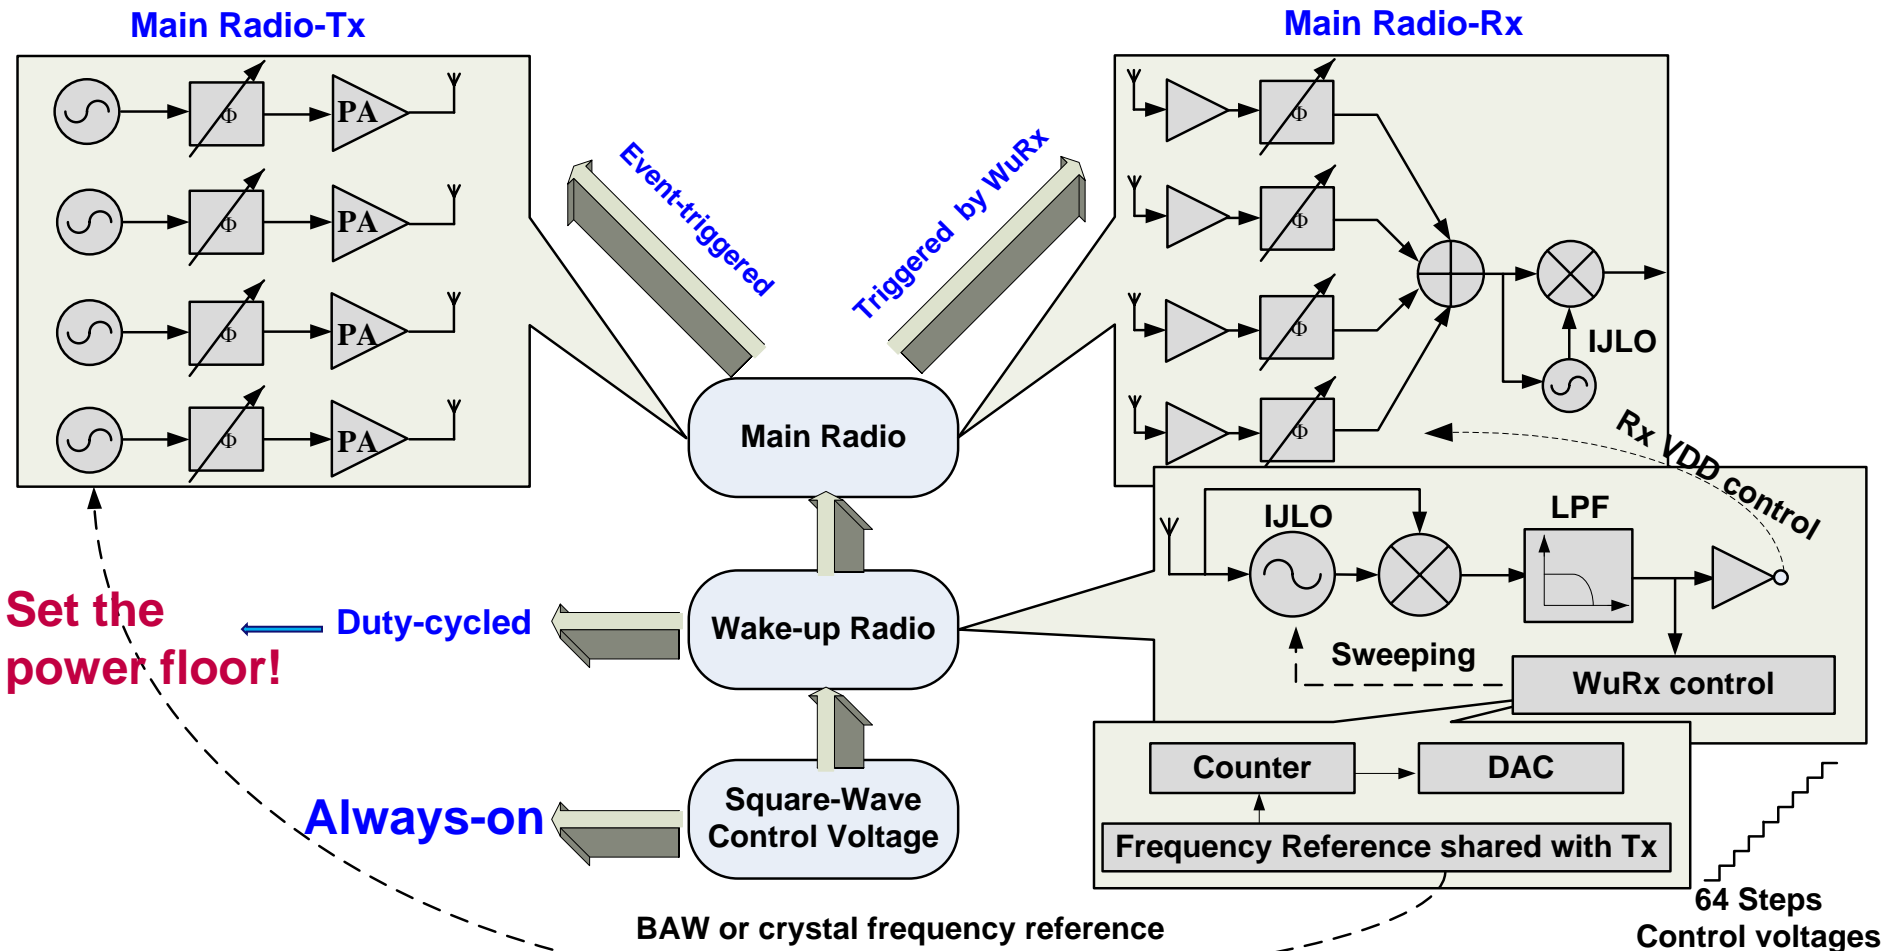 Main Radio-Tx
Main Radio-Rx
PA
Φ
PA
Φ
PA
Φ
PA
Φ
Φ
Φ
Φ
Φ
IJLO
Event-triggered
Triggered by WuRx
Main Radio
Rx VDD control
IJLO
LPF
Set the
power floor!
Duty-cycled
Wake-up Radio
Sweeping
WuRx control
Always-on
Square-Wave
Control Voltage
Counter
DAC
Frequency Reference shared with Tx
64 Steps
Control voltages
BAW or crystal frequency reference